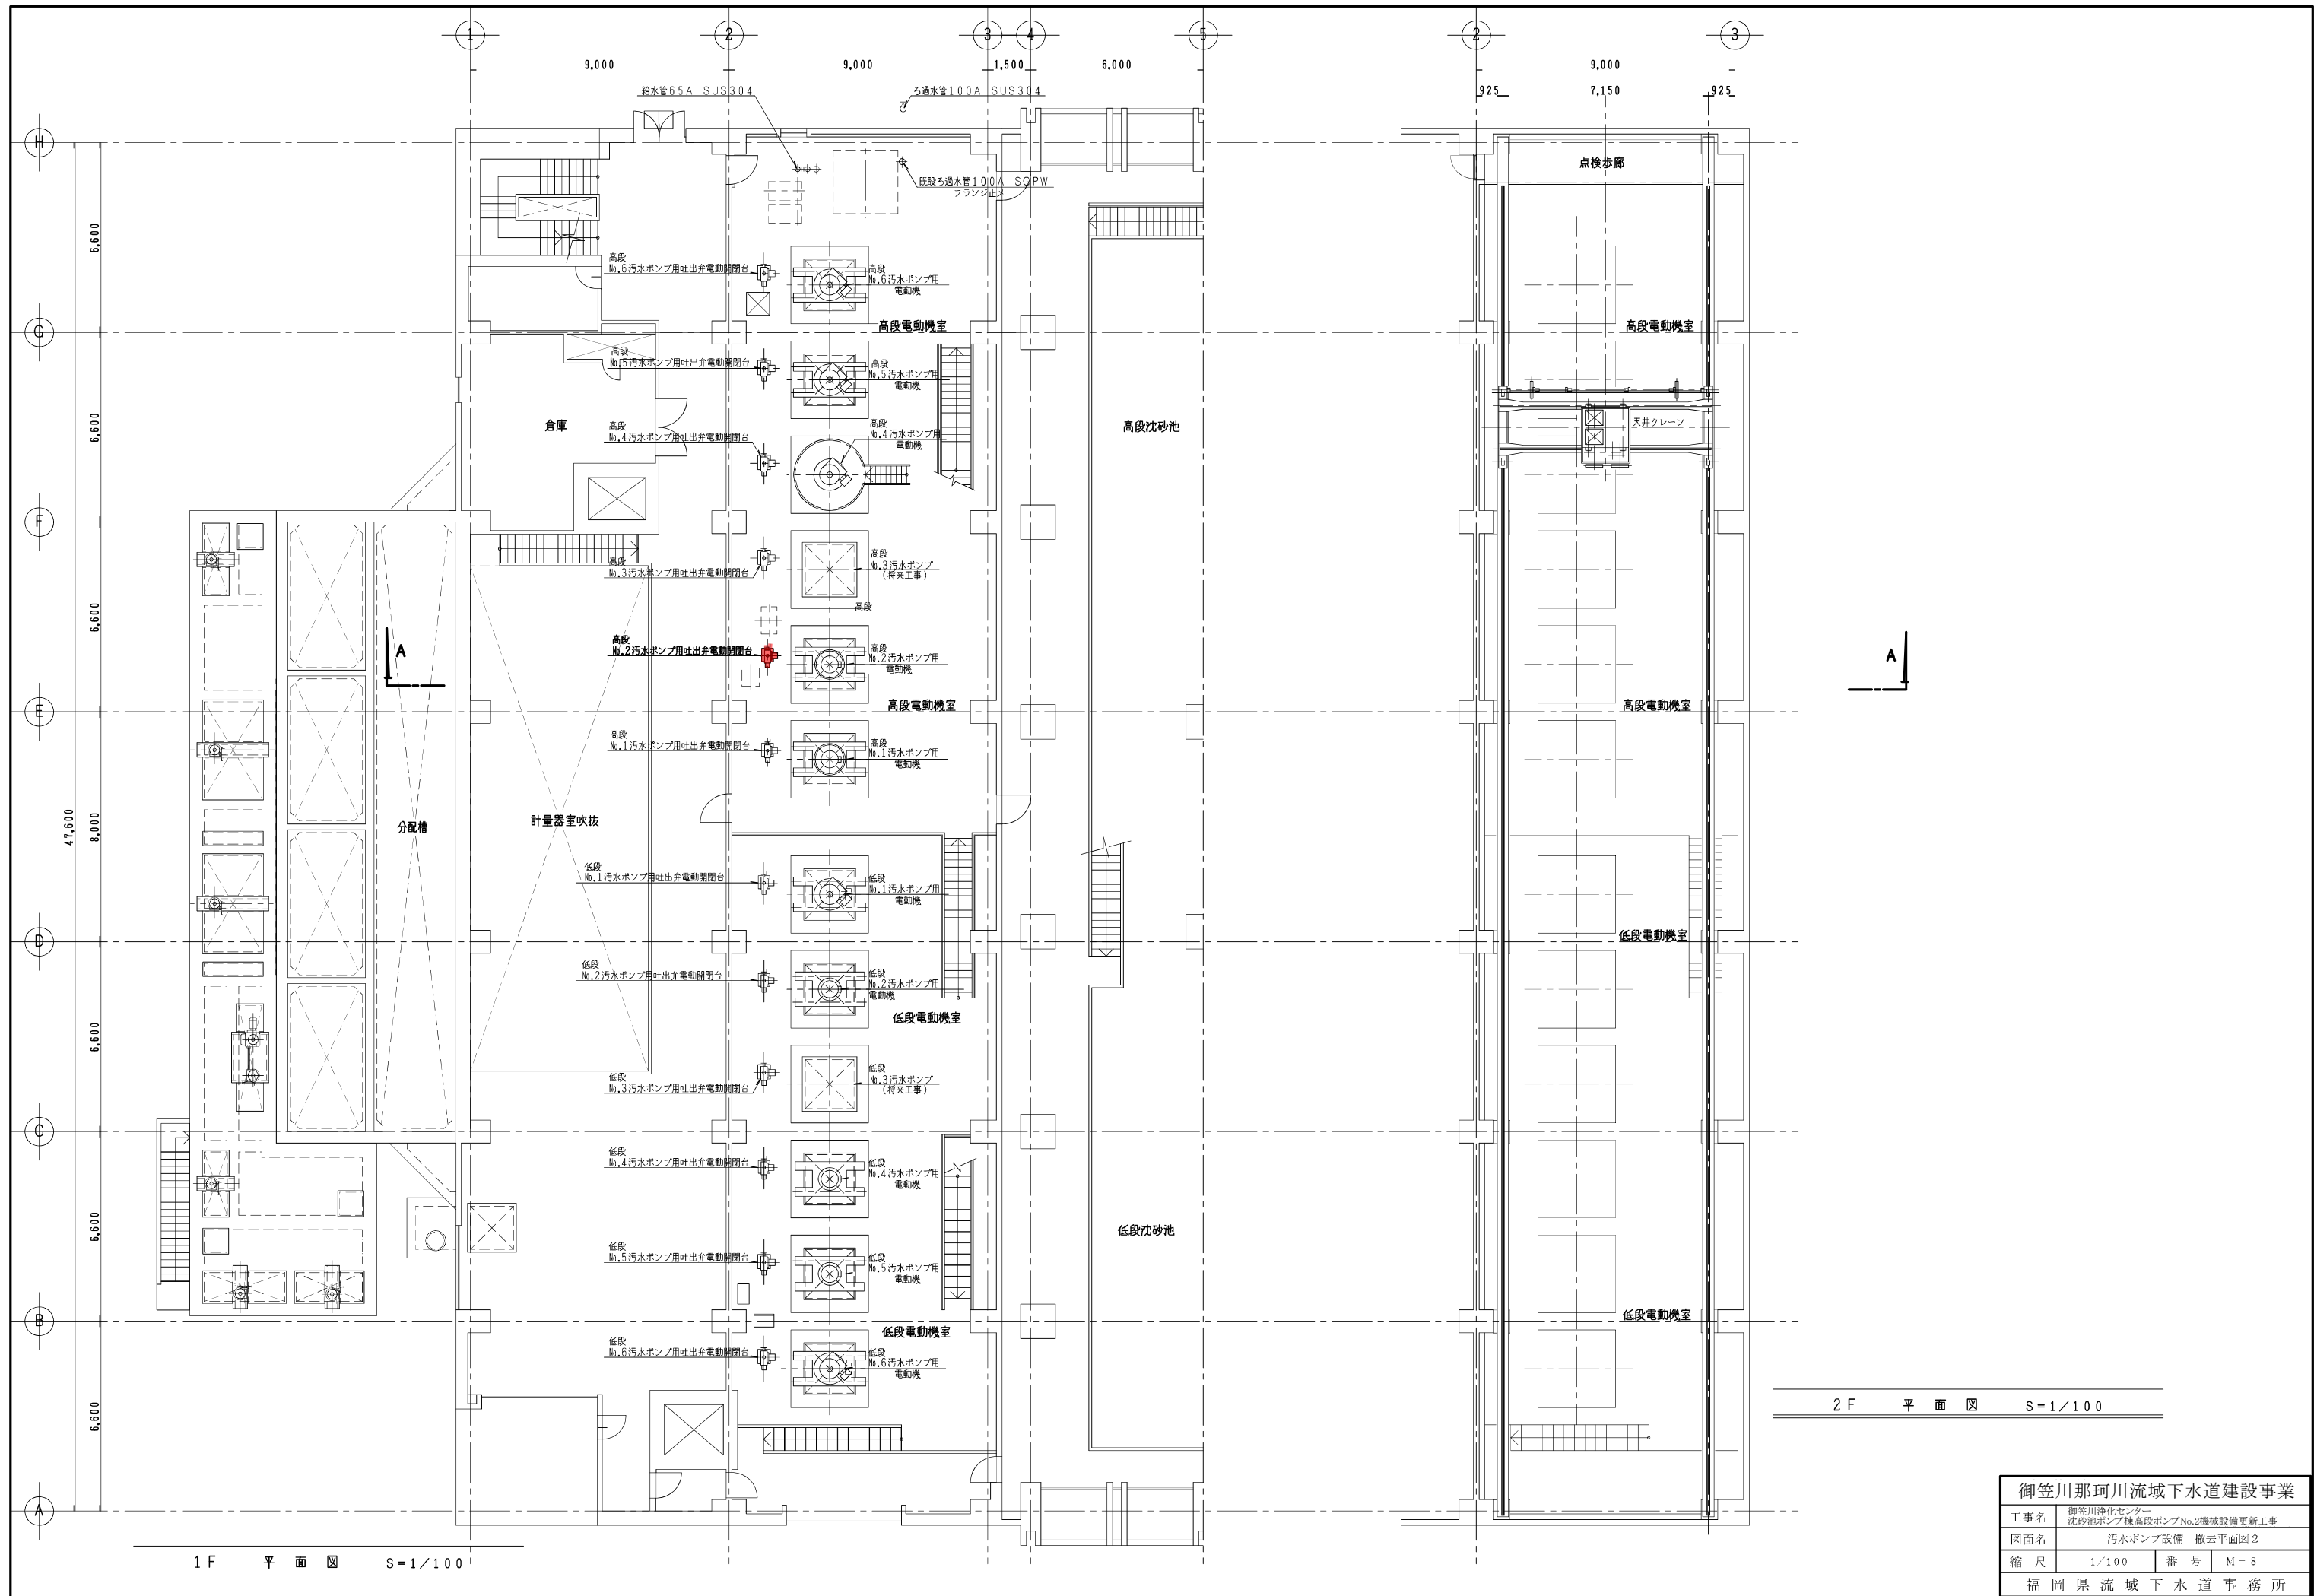 1
2
3
4
5
2
3
9,000
9,000
1,500
6,000
9,000
925
7,150
925
給水管65A SUS304
ろ過水管100A SUS304
既設ろ過水管100A SGPW
フランジ止メ
H
G
F
E
D
C
B
A
6,600
6,600
6,600
8,000
6,600
6,600
6,600
47,600
高段
No.6汚水ポンプ用吐出弁電動開閉台
高段
No.6汚水ポンプ用
電動機
高段電動機室
高段
No.5汚水ポンプ用吐出弁電動開閉台
高段
No.5汚水ポンプ用
電動機
倉庫
高段
No.4汚水ポンプ用吐出弁電動開閉台
高段
No.4汚水ポンプ用
電動機
高段沈砂池
高段
No.3汚水ポンプ用吐出弁電動開閉台
高段
No.3汚水ポンプ
(将来工事)
高段
高段
No.2汚水ポンプ用吐出弁電動開閉台
高段
No.2汚水ポンプ用
電動機
高段電動機室
高段
No.1汚水ポンプ用吐出弁電動開閉台
高段
No.1汚水ポンプ用
電動機
A
分配槽
計量器室吹抜
低段
No.1汚水ポンプ用吐出弁電動開閉台
低段
No.1汚水ポンプ用
電動機
低段
No.2汚水ポンプ用吐出弁電動開閉台
低段
No.2汚水ポンプ用
電動機
低段電動機室
低段
No.3汚水ポンプ用吐出弁電動開閉台
低段
No.3汚水ポンプ
(将来工事)
低段
No.4汚水ポンプ用吐出弁電動開閉台
低段
No.4汚水ポンプ用
電動機
低段沈砂池
低段
No.5汚水ポンプ用吐出弁電動開閉台
低段
No.5汚水ポンプ用
電動機
低段電動機室
低段
No.6汚水ポンプ用吐出弁電動開閉台
低段
No.6汚水ポンプ用
電動機
点検歩廊
高段電動機室
天井クレーン
高段電動機室
低段電動機室
低段電動機室
A
1F 平面図 S=1/100
2F 平面図 S=1/100
御笠川那珂川流域下水道建設事業
工事名
御笠川浄化センター
沈砂池ポンプ棟高段ポンプNo.2機械設備更新工事
図面名 汚水ポンプ設備 撤去平面図2
縮尺 1/100 番号 M-8
福岡県流域下水道事務所